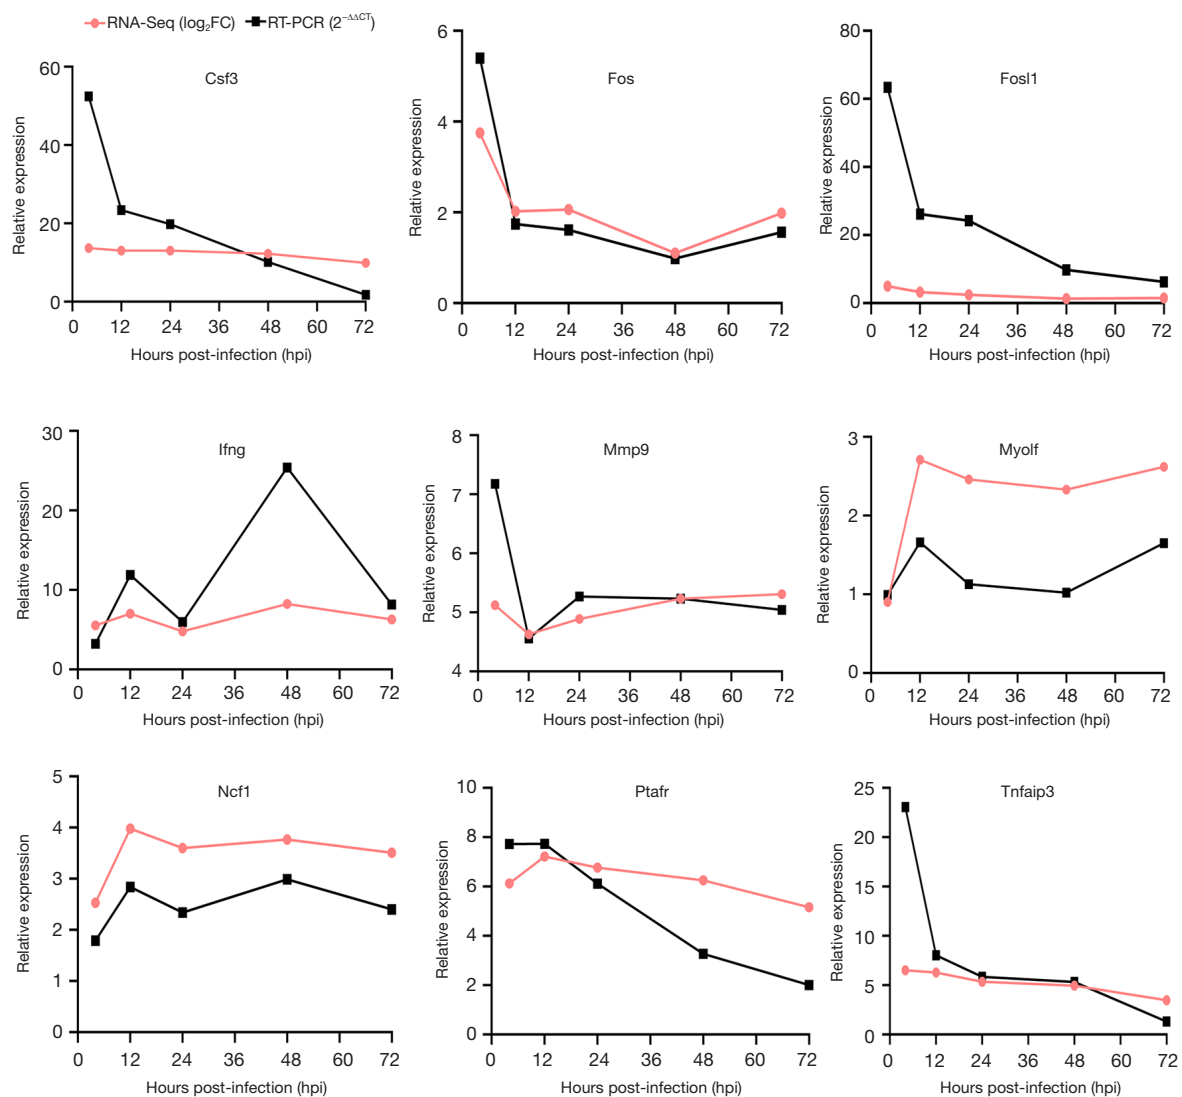 RNA-Seq (log₂FC) RT-PCR (2⁻ΔΔCT)
Csf3
Relative expression
60
40
20
0
0 12 24 36 48 60 72
Hours post-infection (hpi)
Fos
Relative expression
6
4
2
0
0 12 24 36 48 60 72
Hours post-infection (hpi)
Fosl1
Relative expression
80
60
40
20
0
0 12 24 36 48 60 72
Hours post-infection (hpi)
Ifng
Relative expression
30
20
10
0
0 12 24 36 48 60 72
Hours post-infection (hpi)
Mmp9
Relative expression
8
7
6
5
4
0 12 24 36 48 60 72
Hours post-infection (hpi)
Myolf
Relative expression
3
2
1
0
0 12 24 36 48 60 72
Hours post-infection (hpi)
Ncf1
Relative expression
5
4
3
2
1
0
0 12 24 36 48 60 72
Hours post-infection (hpi)
Ptafr
Relative expression
10
8
6
4
2
0
0 12 24 36 48 60 72
Hours post-infection (hpi)
Tnfaip3
Relative expression
25
20
15
10
5
0
0 12 24 36 48 60 72
Hours post-infection (hpi)